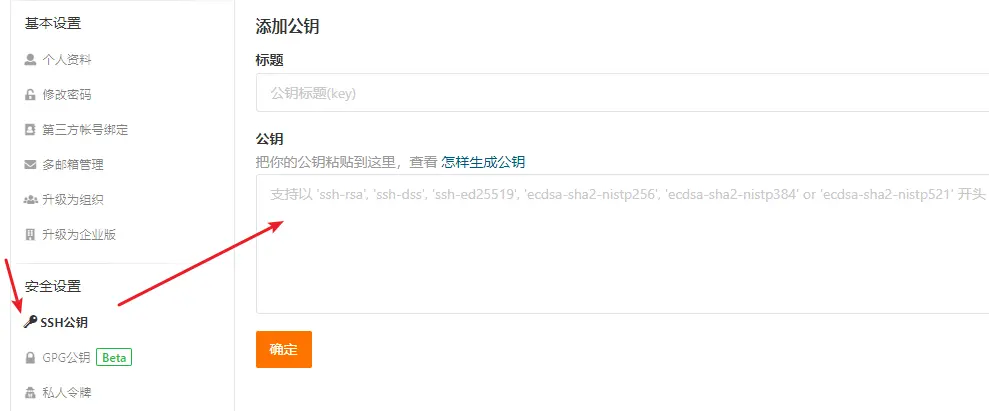 基本设置
个人资料
修改密码
第三方帐号绑定
多邮箱管理
升级为组织
升级为企业版
安全设置
SSH公钥
GPG公钥 Beta
私人令牌
添加公钥
标题
公钥标题(key)
公钥
把你的公钥粘贴到这里，查看 怎样生成公钥
支持以 'ssh-rsa', 'ssh-dss', 'ssh-ed25519', 'ecdsa-sha2-nistp256', 'ecdsa-sha2-nistp384' or 'ecdsa-sha2-nistp521' 开头
确定